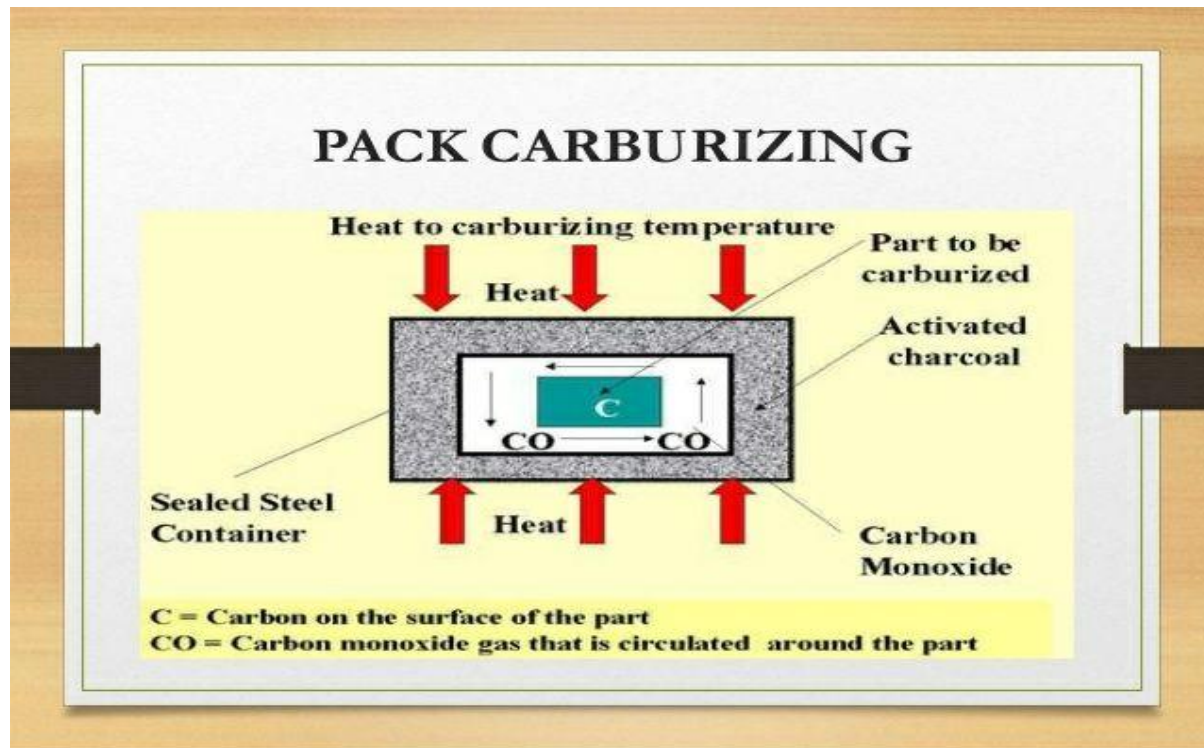 PACK CARBURIZING
Heat to carburizing temperature
Part to be
carburized
Heat
Activated
charcoal
C
CO
CO
Sealed Steel
Container
Heat
Carbon
Monoxide
C = Carbon on the surface of the part
CO = Carbon monoxide gas that is circulated around the part